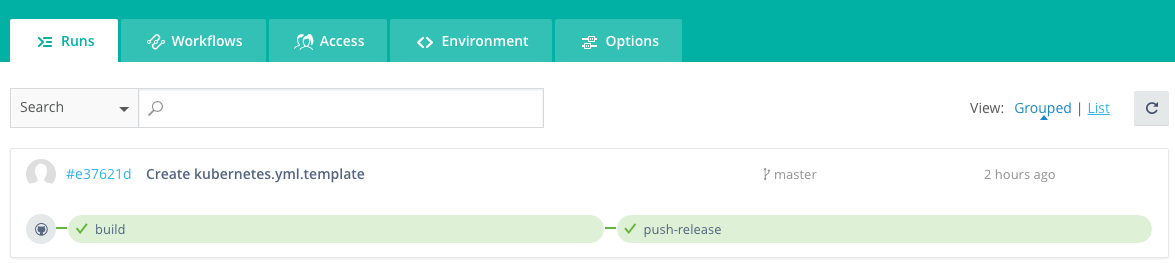 Runs Workflows Access Environment Options
Search View: Grouped | List
#e37621d Create kubernetes.yml.template master 2 hours ago
build push-release